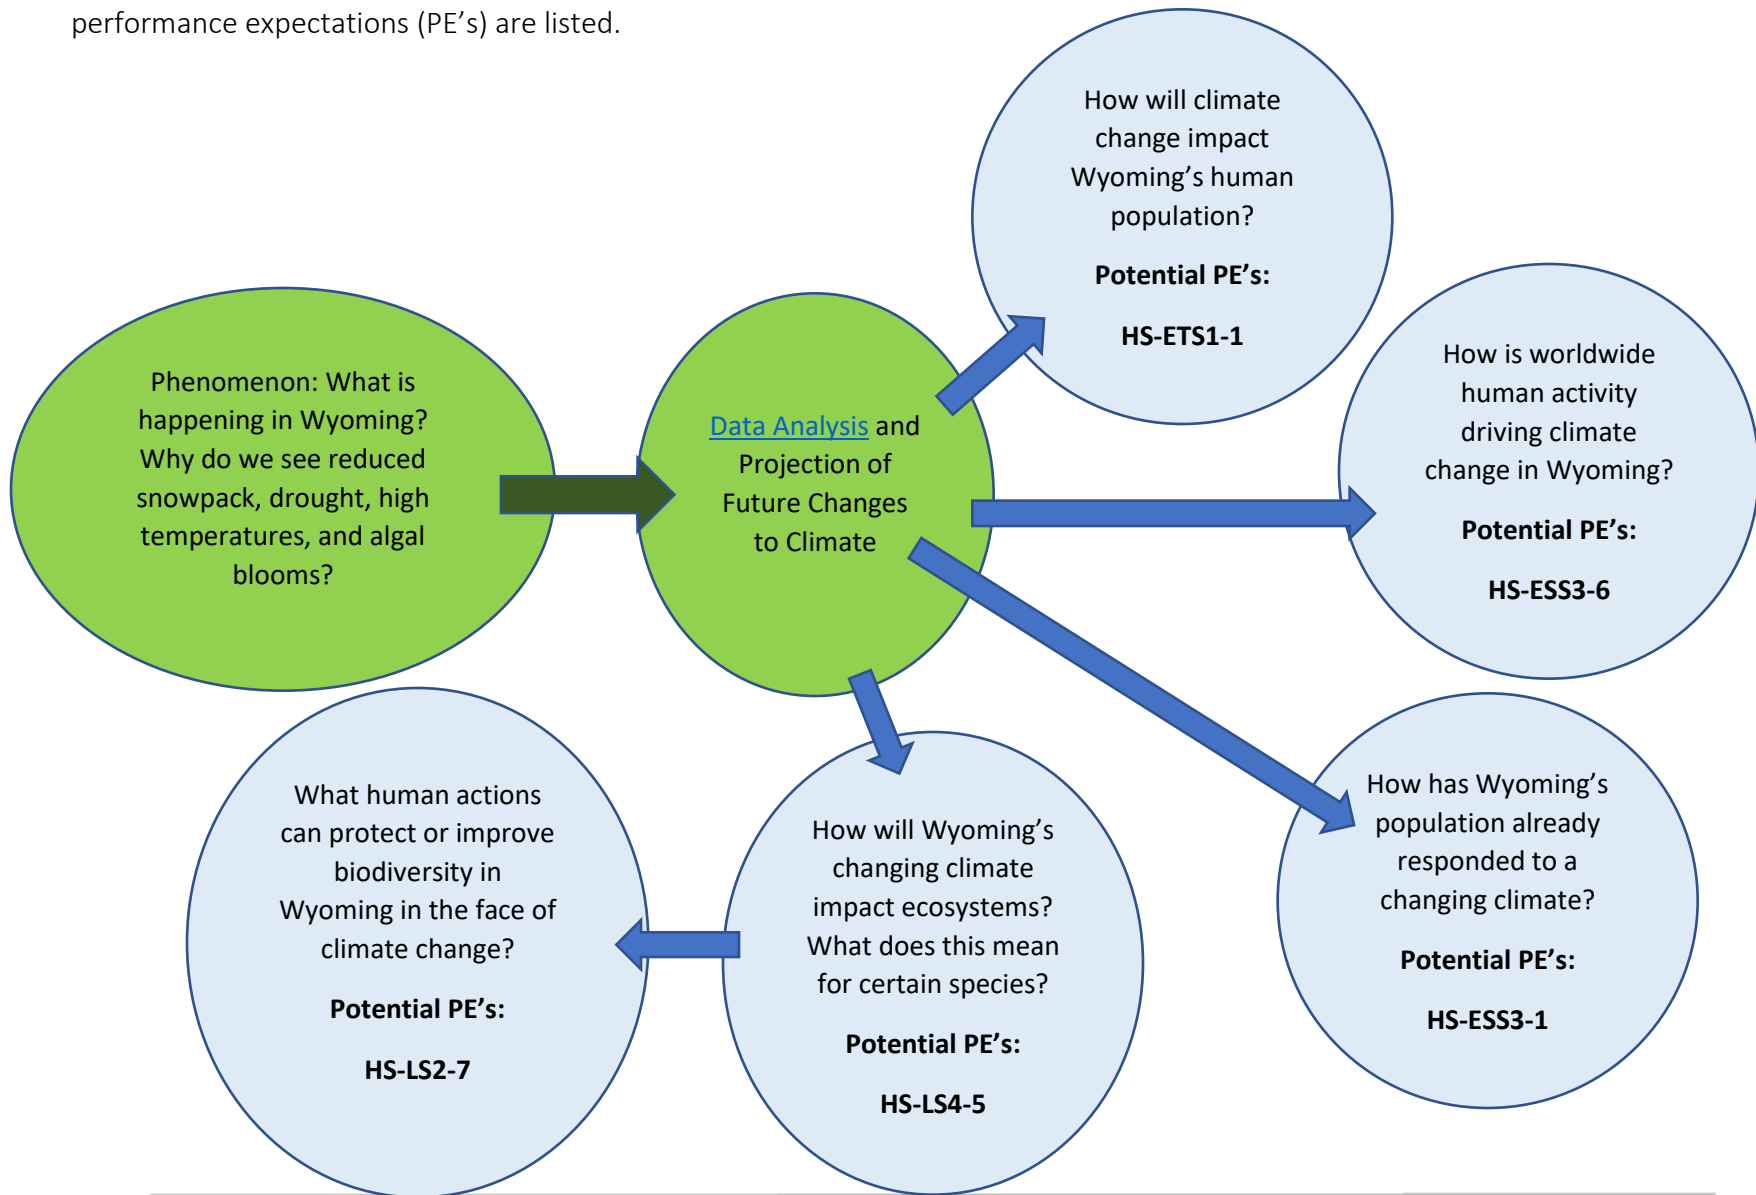 performance expectations (PE’s) are listed.
How will climate
change impact
Wyoming’s human
population?
Potential PE’s:
HS-ETS1-1
How is worldwide
human activity
driving climate
change in Wyoming?
Potential PE’s:
HS-ESS3-6
Phenomenon: What is
happening in Wyoming?
Why do we see reduced
snowpack, drought, high
temperatures, and algal
blooms?
Data Analysis and
Projection of
Future Changes
to Climate
How has Wyoming’s
population already
responded to a
changing climate?
Potential PE’s:
HS-ESS3-1
How will Wyoming’s
changing climate
impact ecosystems?
What does this mean
for certain species?
Potential PE’s:
HS-LS4-5
What human actions
can protect or improve
biodiversity in
Wyoming in the face of
climate change?
Potential PE’s:
HS-LS2-7